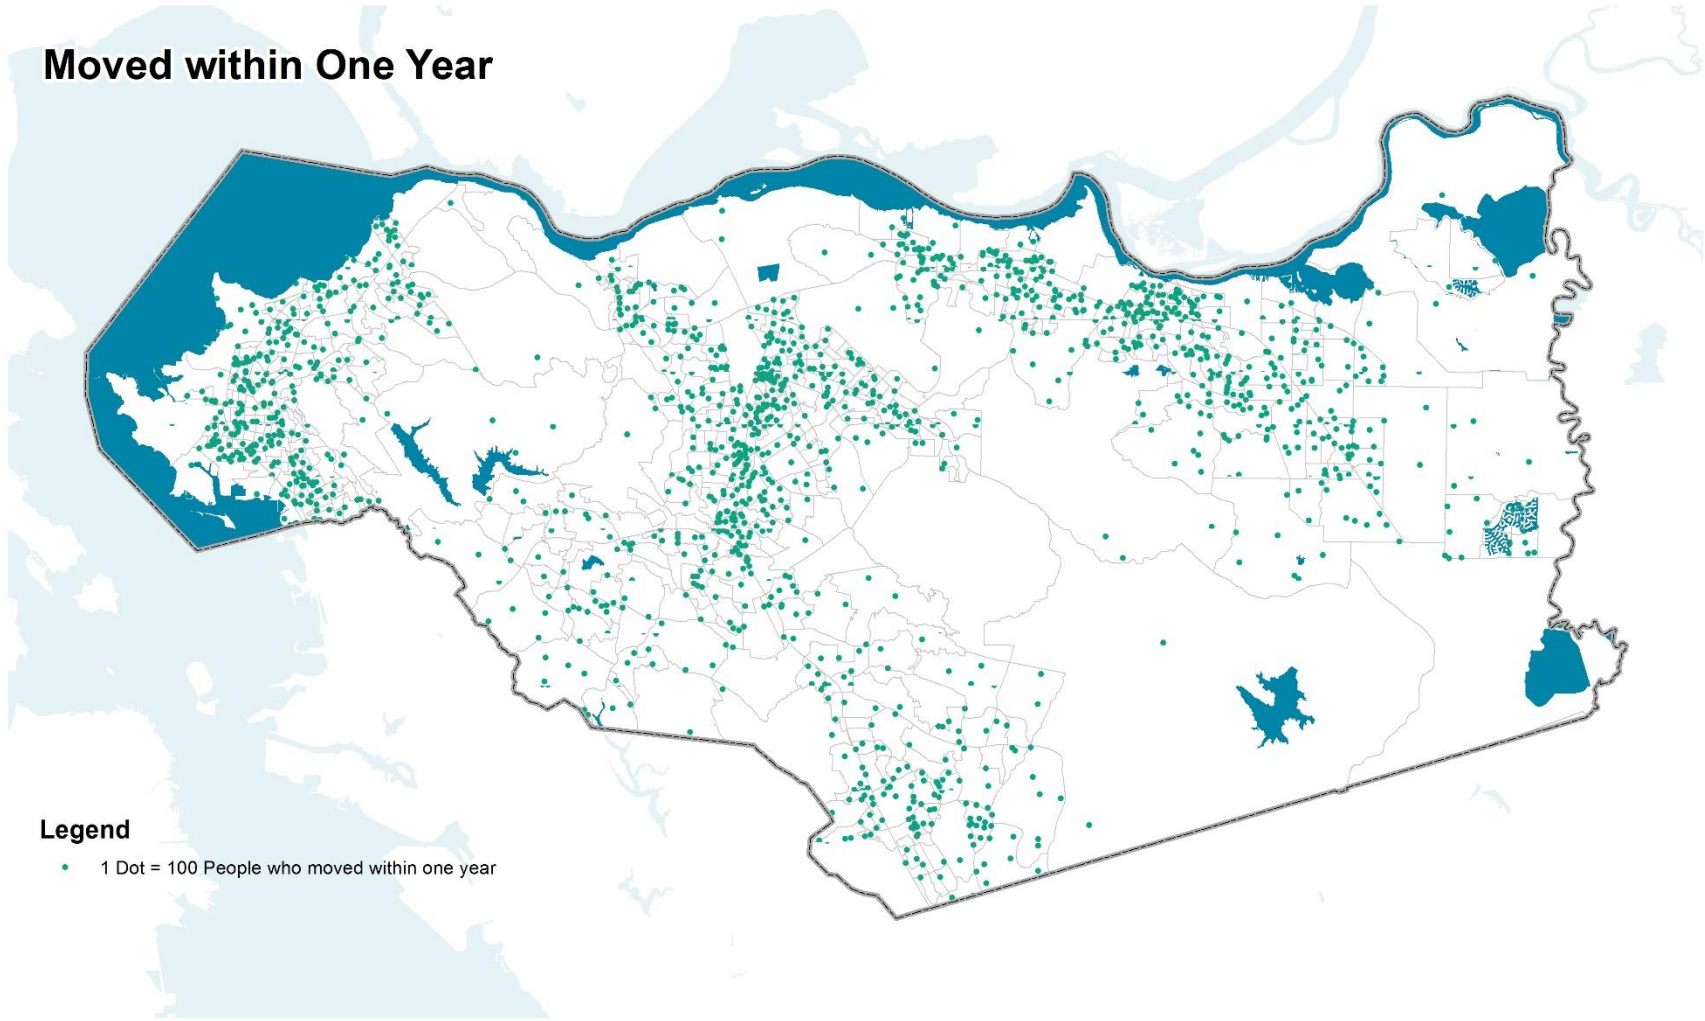 Moved within One Year
Legend
1 Dot = 100 People who moved within one year